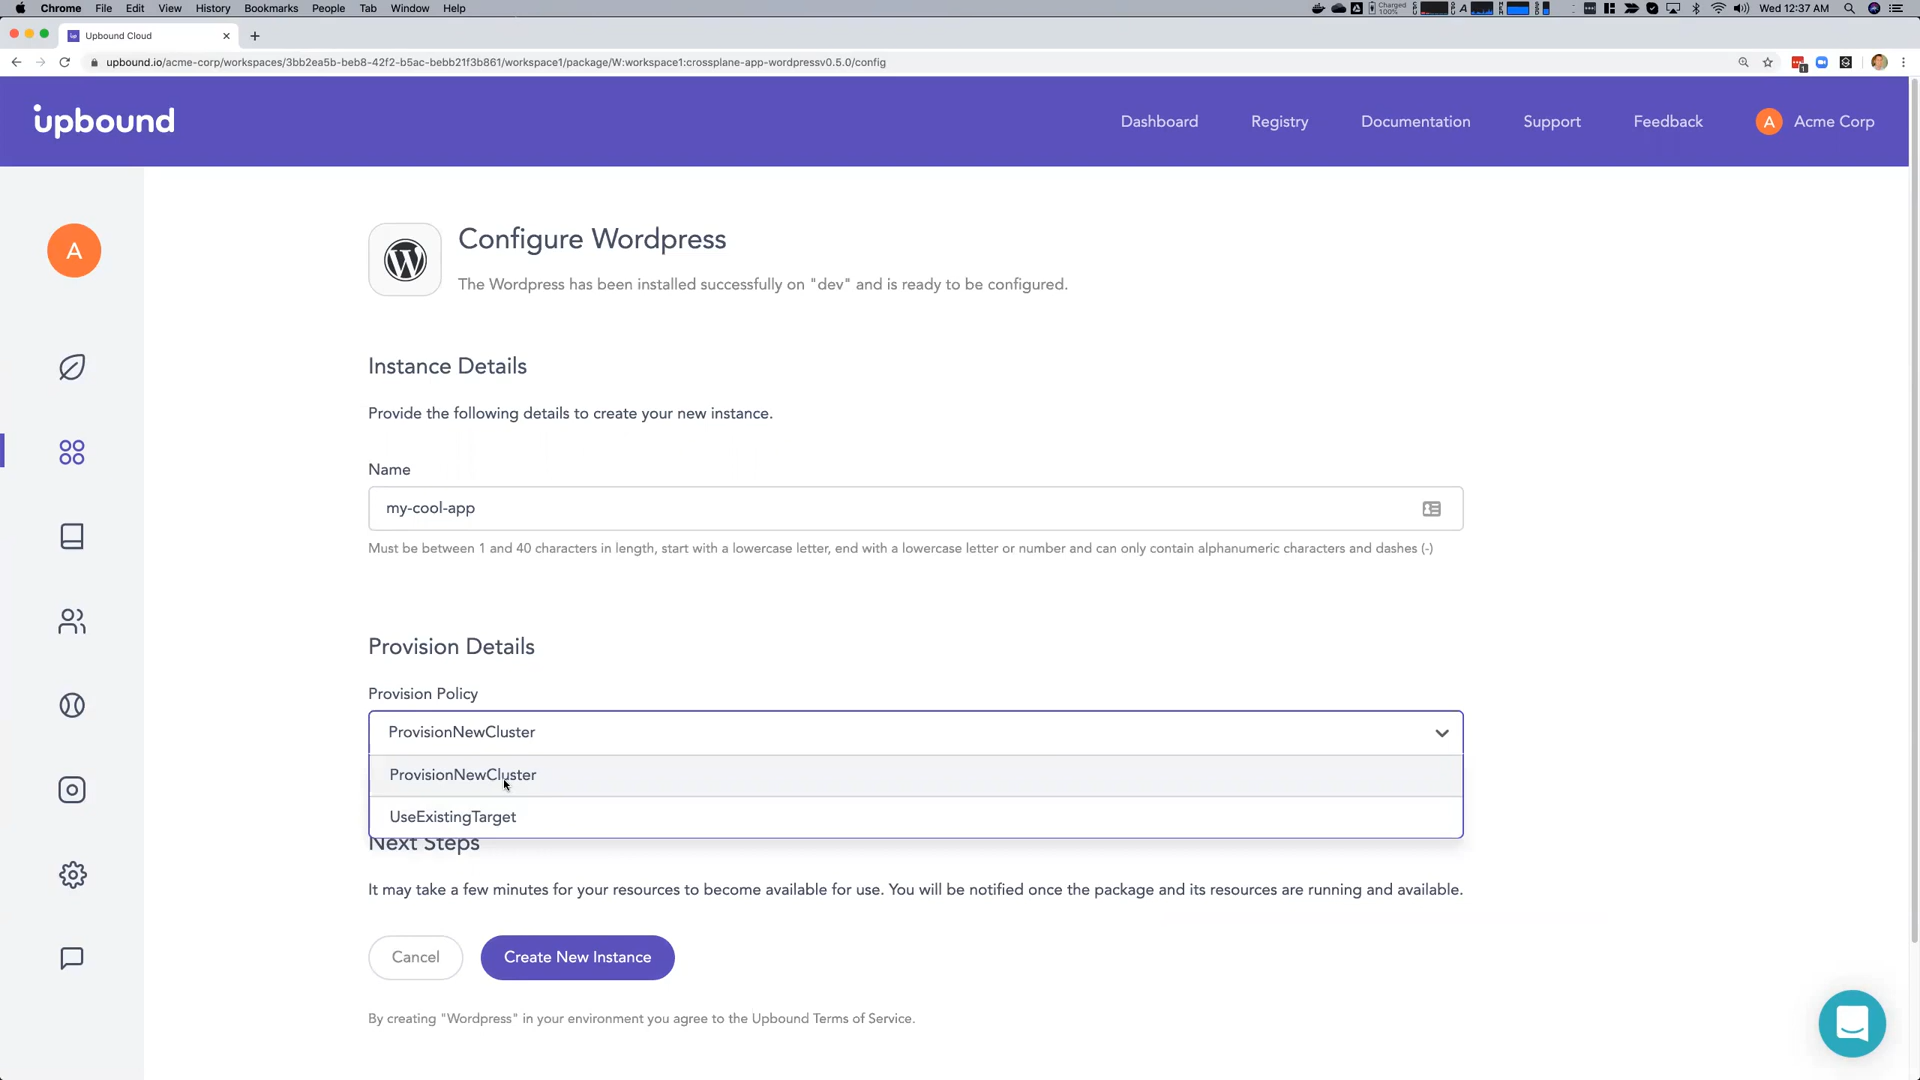 Chrome File Edit View History Bookmarks People Tab Window Help
Charged
100%
Wed 12:37 AM
Upbound Cloud
upbound.io/acme-corp/workspaces/3bb2ea5b-beb8-42f2-b5ac-bebb21f3b861/workspace1/package/W:workspace1:crossplane-app-wordpressv0.5.0/config
upbound
Dashboard Registry Documentation Support Feedback A Acme Corp
A
Configure Wordpress
The Wordpress has been installed successfully on "dev" and is ready to be configured.
Instance Details
Provide the following details to create your new instance.
Name
my-cool-app
Must be between 1 and 40 characters in length, start with a lowercase letter, end with a lowercase letter or number and can only contain alphanumeric characters and dashes (-)
Provision Details
Provision Policy
ProvisionNewCluster
ProvisionNewCluster
UseExistingTarget
Next Steps
It may take a few minutes for your resources to become available for use. You will be notified once the package and its resources are running and available.
Cancel Create New Instance
By creating "Wordpress" in your environment you agree to the Upbound Terms of Service.